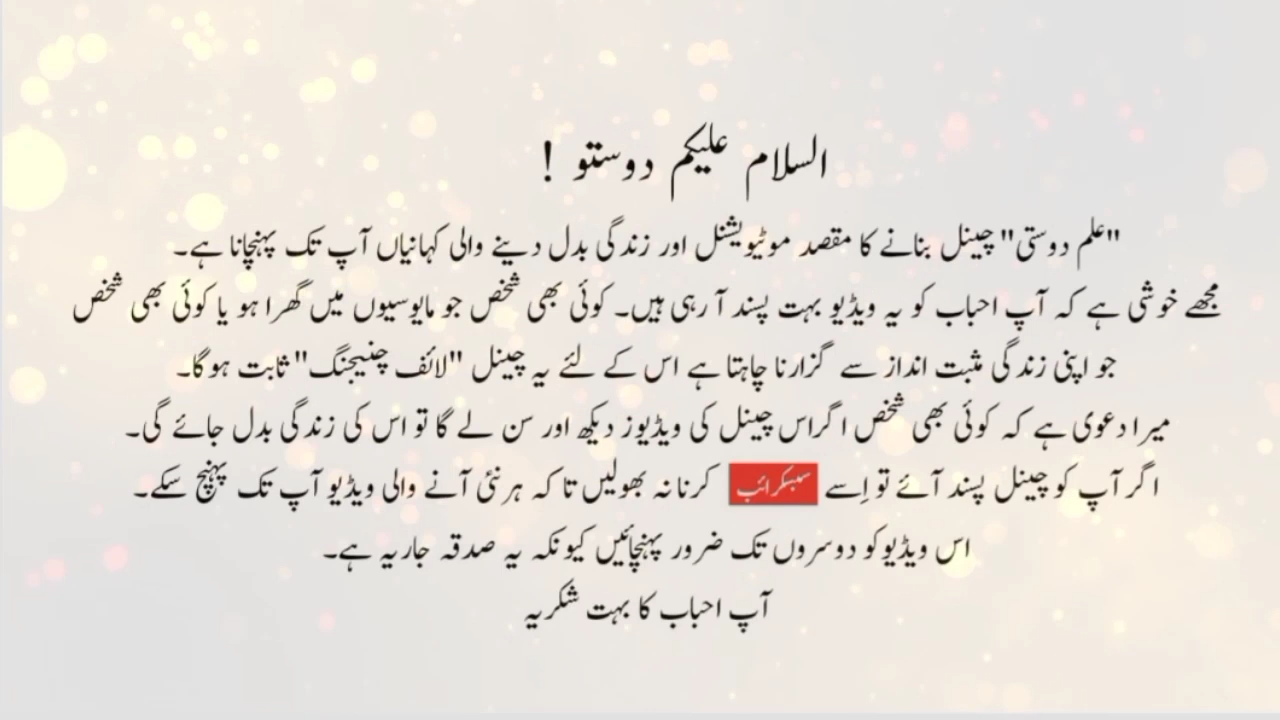 السلام علیکم دوستو !
"علم دوستی" چینل بنانے کا مقصد موٹیویشنل اور زندگی بدل دینے والی کہانیاں آپ تک پہنچانا ہے۔
مجھے خوشی ہے کہ آپ احباب کو یہ ویڈیو بہت پسند آ رہی ہیں۔ کوئی بھی شخص جو مایوسیوں میں گھرا ہو یا کوئی بھی شخص
جو اپنی زندگی مثبت انداز سے گزارنا چاہتا ہے اس کے لئے یہ چینل "لائف چنیجنگ" ثابت ہوگا۔
میرا دعوی ہے کہ کوئی بھی شخص اگر اس چینل کی ویڈیوز دیکھ اور سن لے گا تو اس کی زندگی بدل جائے گی۔
اگر آپ کو چینل پسند آئے تو اِسے سبسکرائب کرنا نہ بھولیں تا کہ ہر نئی آنے والی ویڈیو آپ تک پہنچ سکے۔
اس ویڈیو کو دوسروں تک ضرور پہنچائیں کیونکہ یہ صدقہ جاریہ ہے۔
آپ احباب کا بہت شکریہ